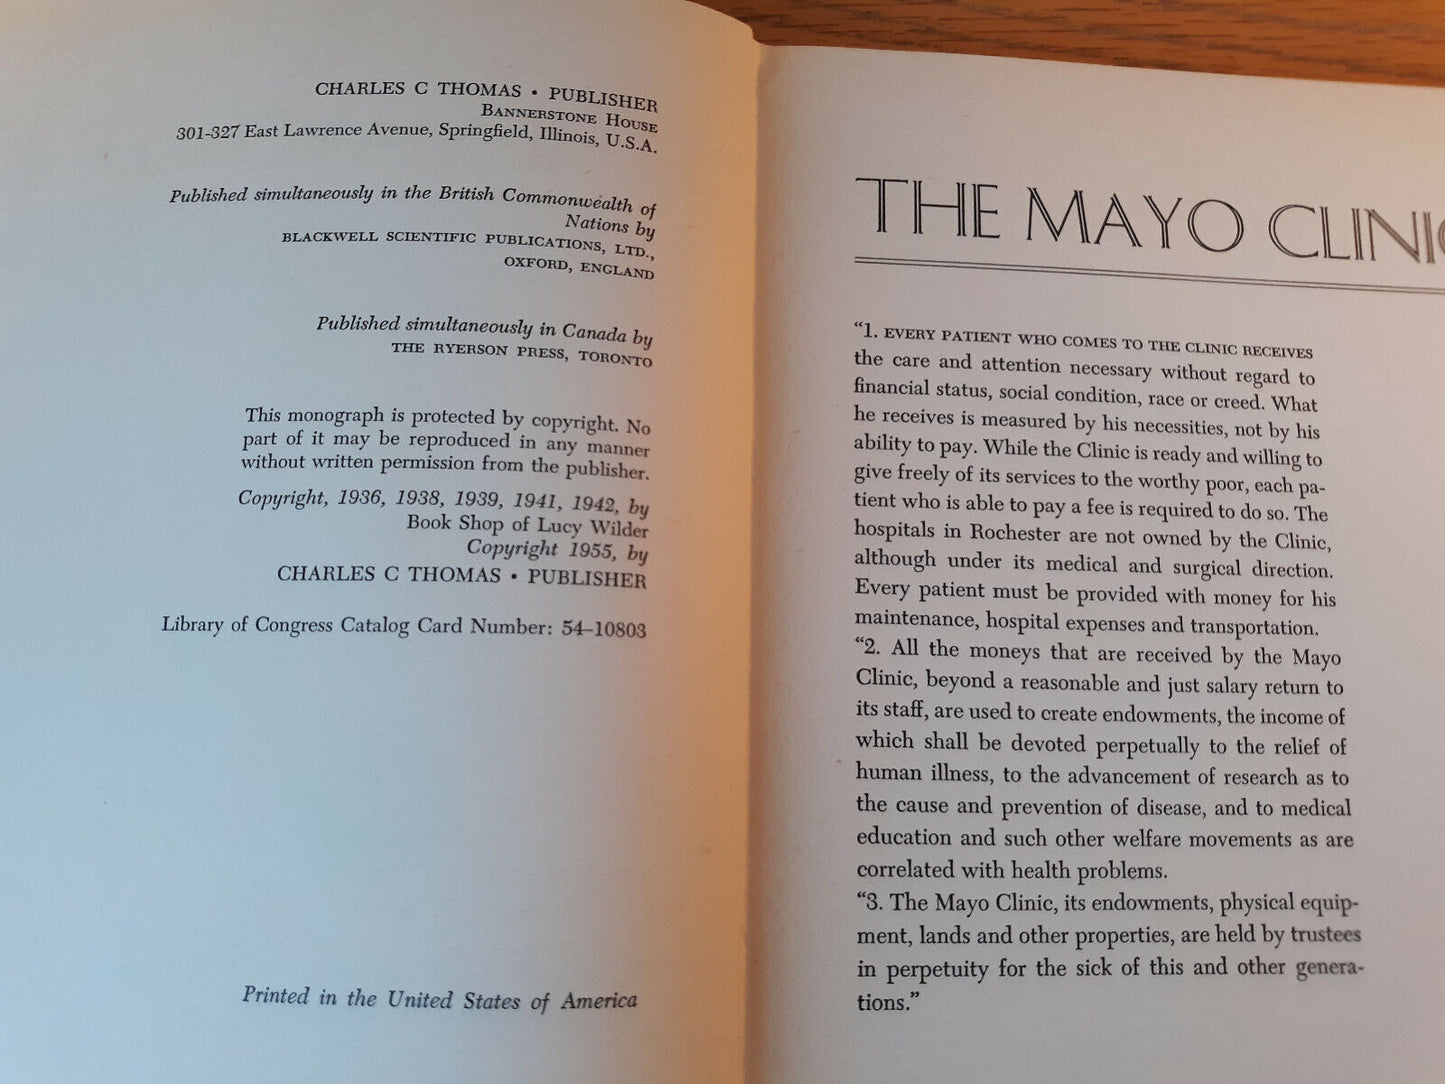 CHARLES C THOMAS • PUBLISHER
BANNERSTONE HOUSE
301-327 East Lawrence Avenue, Springfield, Illinois, U.S.A.
Published simultaneously in the British Commonwealth of
Nations by
BLACKWELL SCIENTIFIC PUBLICATIONS, LTD.,
OXFORD, ENGLAND
Published simultaneously in Canada by
THE RYERSON PRESS, TORONTO
This monograph is protected by copyright. No
part of it may be reproduced in any manner
without written permission from the publisher.
Copyright, 1936, 1938, 1939, 1941, 1942, by
Book Shop of Lucy Wilder
Copyright 1955, by
CHARLES C THOMAS • PUBLISHER
Library of Congress Catalog Card Number: 54–10803
Printed in the United States of America
THE MAYO CLINIC
“1. EVERY PATIENT WHO COMES TO THE CLINIC RECEIVES
the care and attention necessary without regard to
financial status, social condition, race or creed. What
he receives is measured by his necessities, not by his
ability to pay. While the Clinic is ready and willing to
give freely of its services to the worthy poor, each pa-
tient who is able to pay a fee is required to do so. The
hospitals in Rochester are not owned by the Clinic,
although under its medical and surgical direction.
Every patient must be provided with money for his
maintenance, hospital expenses and transportation.
“2. All the moneys that are received by the Mayo
Clinic, beyond a reasonable and just salary return to
its staff, are used to create endowments, the income of
which shall be devoted perpetually to the relief of
human illness, to the advancement of research as to
the cause and prevention of disease, and to medical
education and such other welfare movements as are
correlated with health problems.
“3. The Mayo Clinic, its endowments, physical equip-
ment, lands and other properties, are held by trustees
in perpetuity for the sick of this and other genera-
tions.”